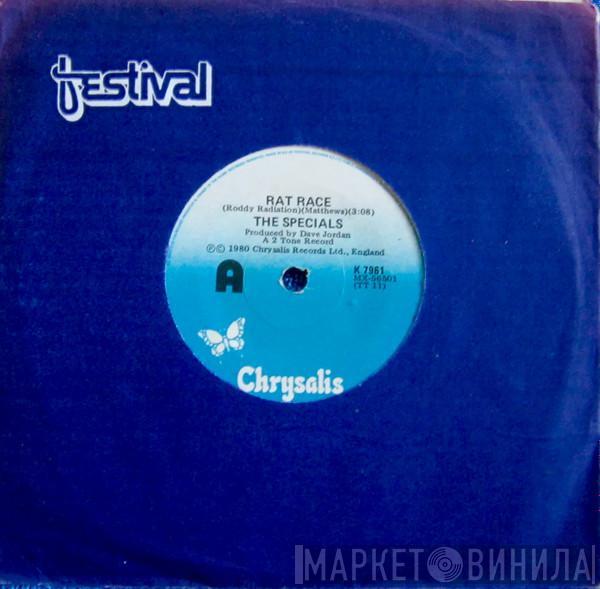 festival
RAT RACE
(Roddy Radiation)(Matthews)(3:08)
THE SPECIALS
Produced by Dave Jordan
A 2 Tone Record
℗© 1980 Chrysalis Records Ltd., England
A
K 7961
MX-56501
(TT 11)
Chrysalis
МАРКЕТ ВИНИЛА